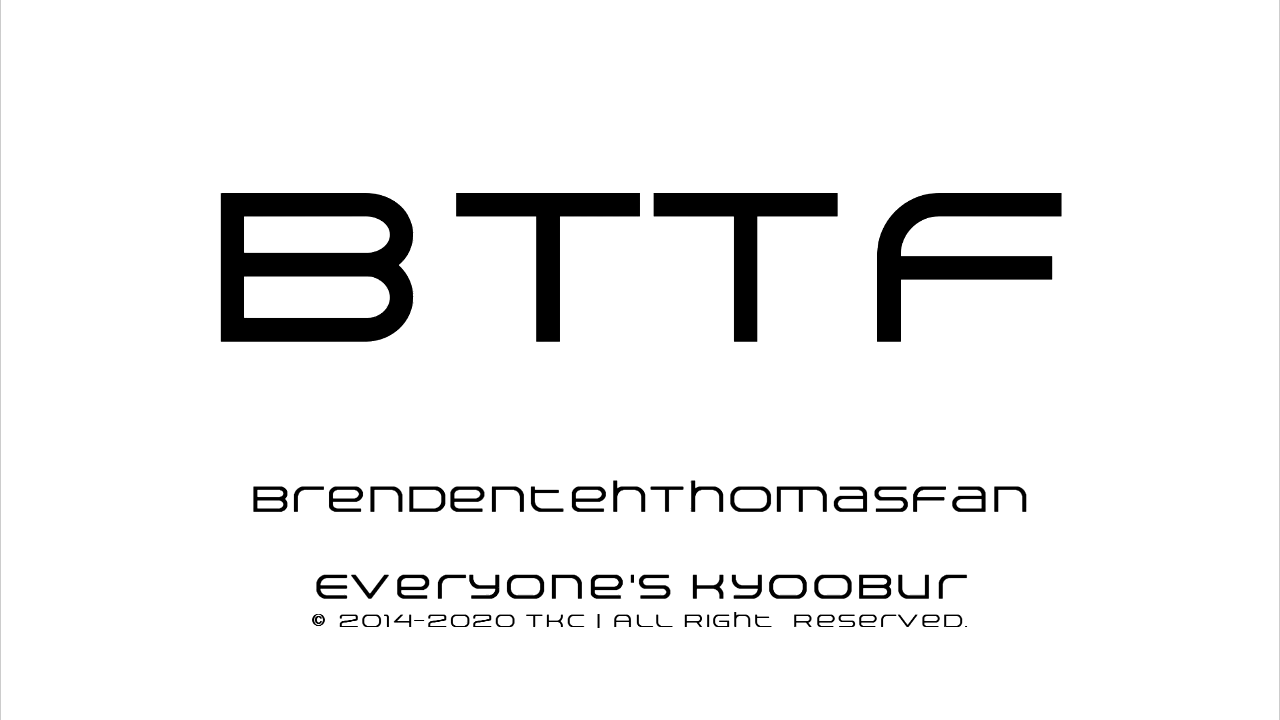 BTTF
BrendentehThomasfan
Everyone's Kyoobur
© 2014-2020 TKC | All Right  Reserved.